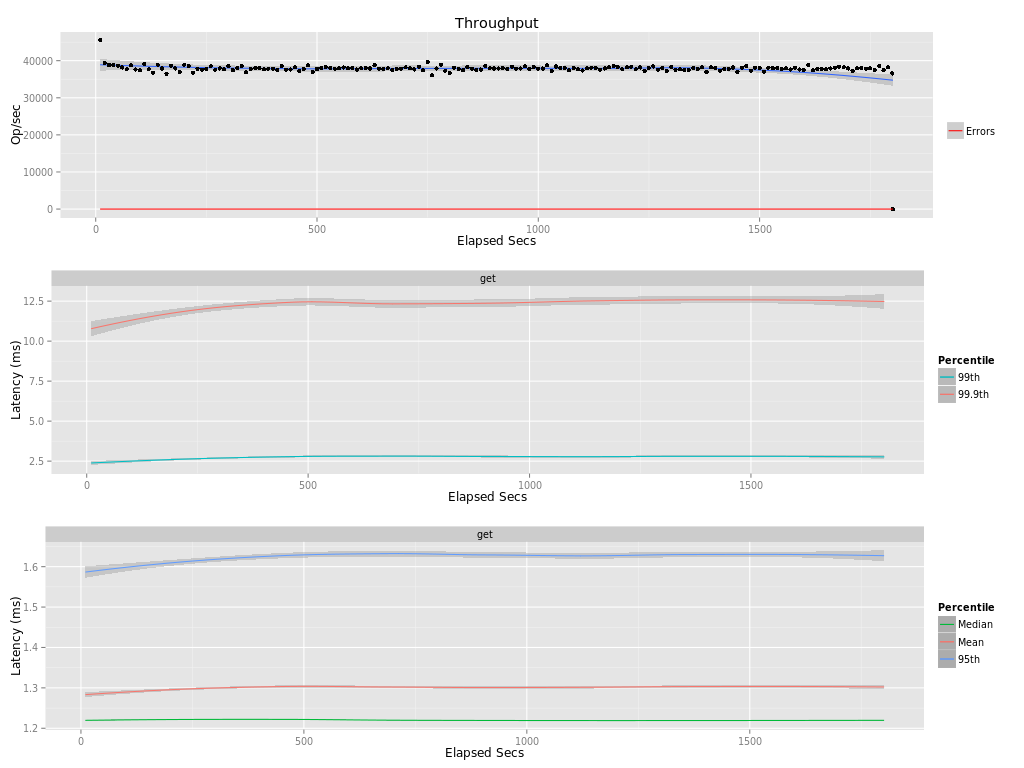 Throughput
40000
30000
20000
10000
0
Op/sec
0 500 1000 1500
Elapsed Secs
Errors
get
12.5
10.0
7.5
5.0
2.5
Latency (ms)
0 500 1000 1500
Elapsed Secs
Percentile
99th
99.9th
get
1.6
1.5
1.4
1.3
1.2
Latency (ms)
0 500 1000 1500
Elapsed Secs
Percentile
Median
Mean
95th